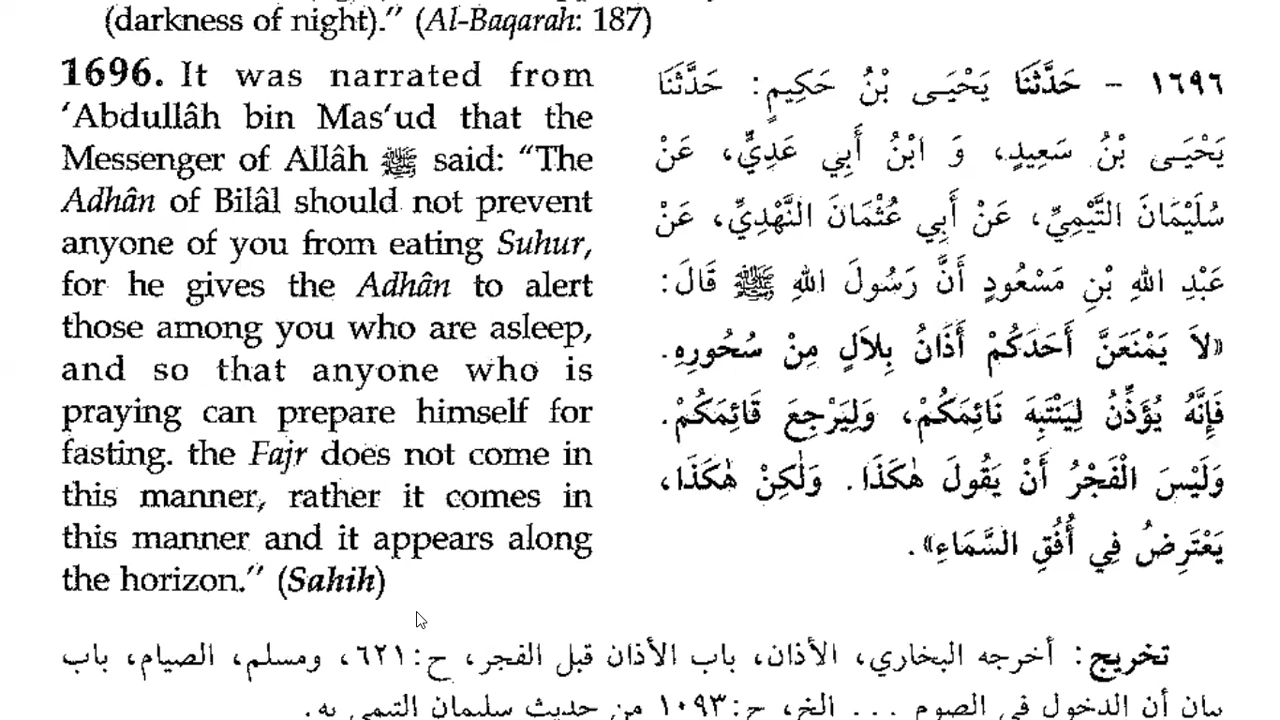 (darkness of night).” (Al-Baqarah: 187)
1696. It was narrated from
‘Abdullâh bin Mas‘ud that the
Messenger of Allâh ﷺ said: “The
Adhân of Bilâl should not prevent
anyone of you from eating Suhur,
for he gives the Adhân to alert
those among you who are asleep,
and so that anyone who is
praying can prepare himself for
fasting. the Fajr does not come in
this manner, rather it comes in
this manner and it appears along
the horizon.” (Sahih)
١٦٩٦ - حَدَّثَنَا يَحْيَـى بْنُ حَكِيمٍ: حَدَّثَنَا
يَحْيَـى بْنُ سَعِيدٍ، وَ ابْنُ أَبِي عَدِيٍّ، عَنْ
سُلَيْمَانَ التَّيْمِيِّ، عَنْ أَبِي عُثْمَانَ النَّهْدِيِّ، عَنْ
عَبْدِ اللهِ بْنِ مَسْعُودٍ أَنَّ رَسُولَ اللهِ ﷺ قَالَ:
«لاَ يَمْنَعَنَّ أَحَدَكُمْ أَذَانُ بِلاَلٍ مِنْ سُحُورِهِ.
فَإِنَّهُ يُؤَذِّنُ لِيَنْتَبِهَ نَائِمُكُمْ، وَلِيَرْجِعَ قَائِمُكُمْ.
وَلَيْسَ الْفَجْرُ أَنْ يَقُولَ هٰكَذَا. وَلٰكِنْ هٰكَذَا،
يَعْتَرِضُ فِي أُفُقِ السَّمَاءِ».
تخريج: أخرجه البخاري، الأذان، باب الأذان قبل الفجر، ح:٦٢١، ومسلم، الصيام، باب
بيان أن الدخول في الصوم ... الخ، ح:١٠٩٣ من حديث سليمان التيمي به.